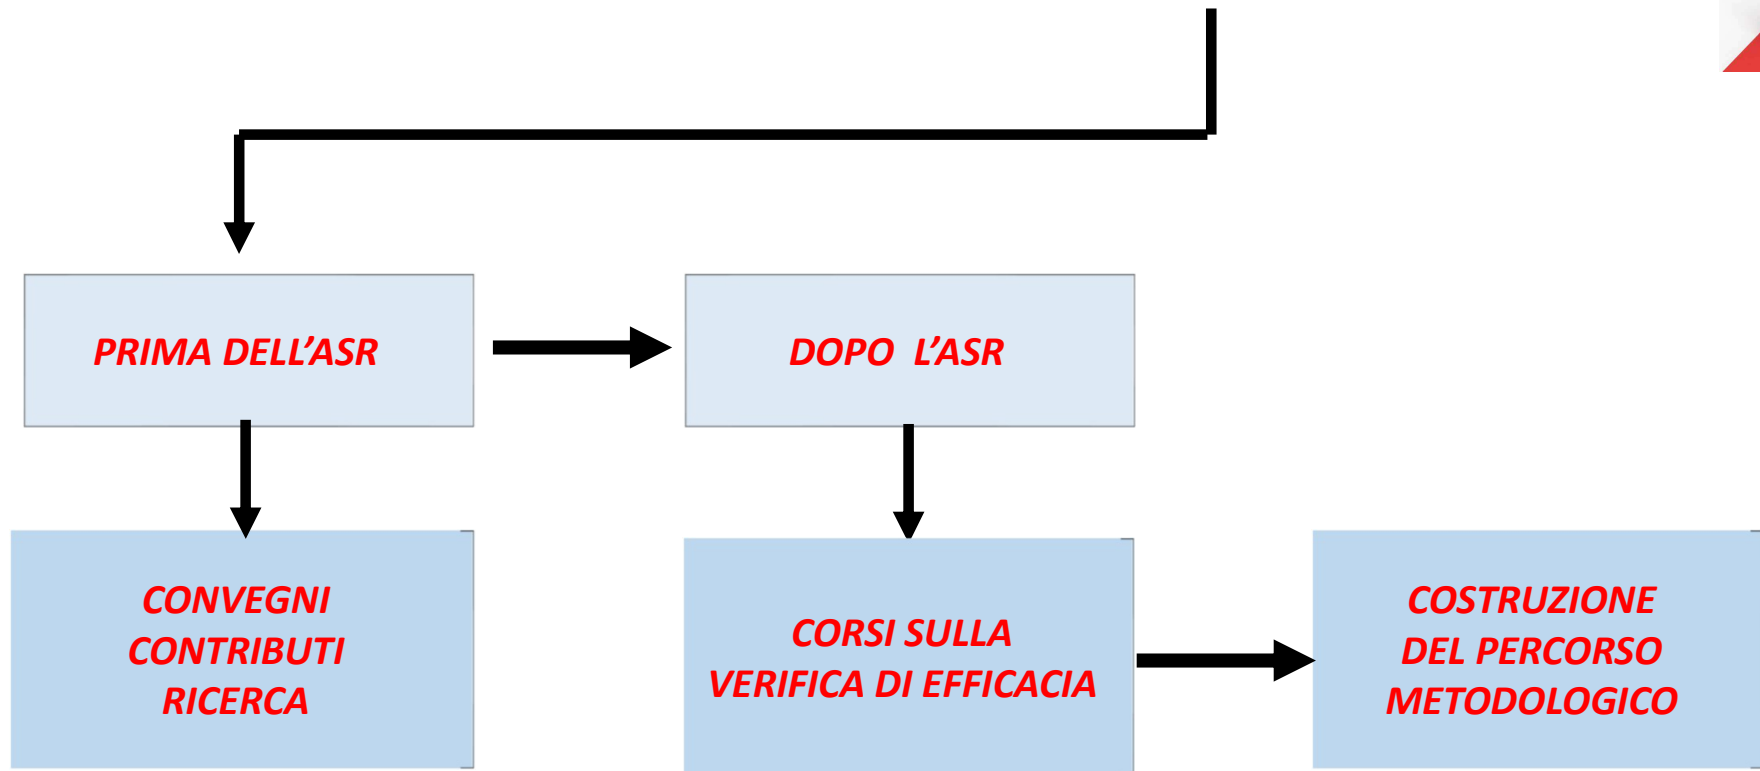 PRIMA DELL’ASR
DOPO L’ASR
CONVEGNI
CONTRIBUTI
RICERCA
CORSI SULLA
VERIFICA DI EFFICACIA
COSTRUZIONE
DEL PERCORSO
METODOLOGICO